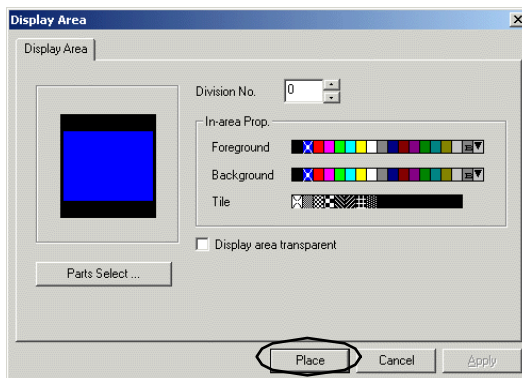 Display Area
Display Area
Division No.
0
In-area Prop.
Foreground
Background
Tile
Display area transparent
Parts Select ...
Place
Cancel
Apply